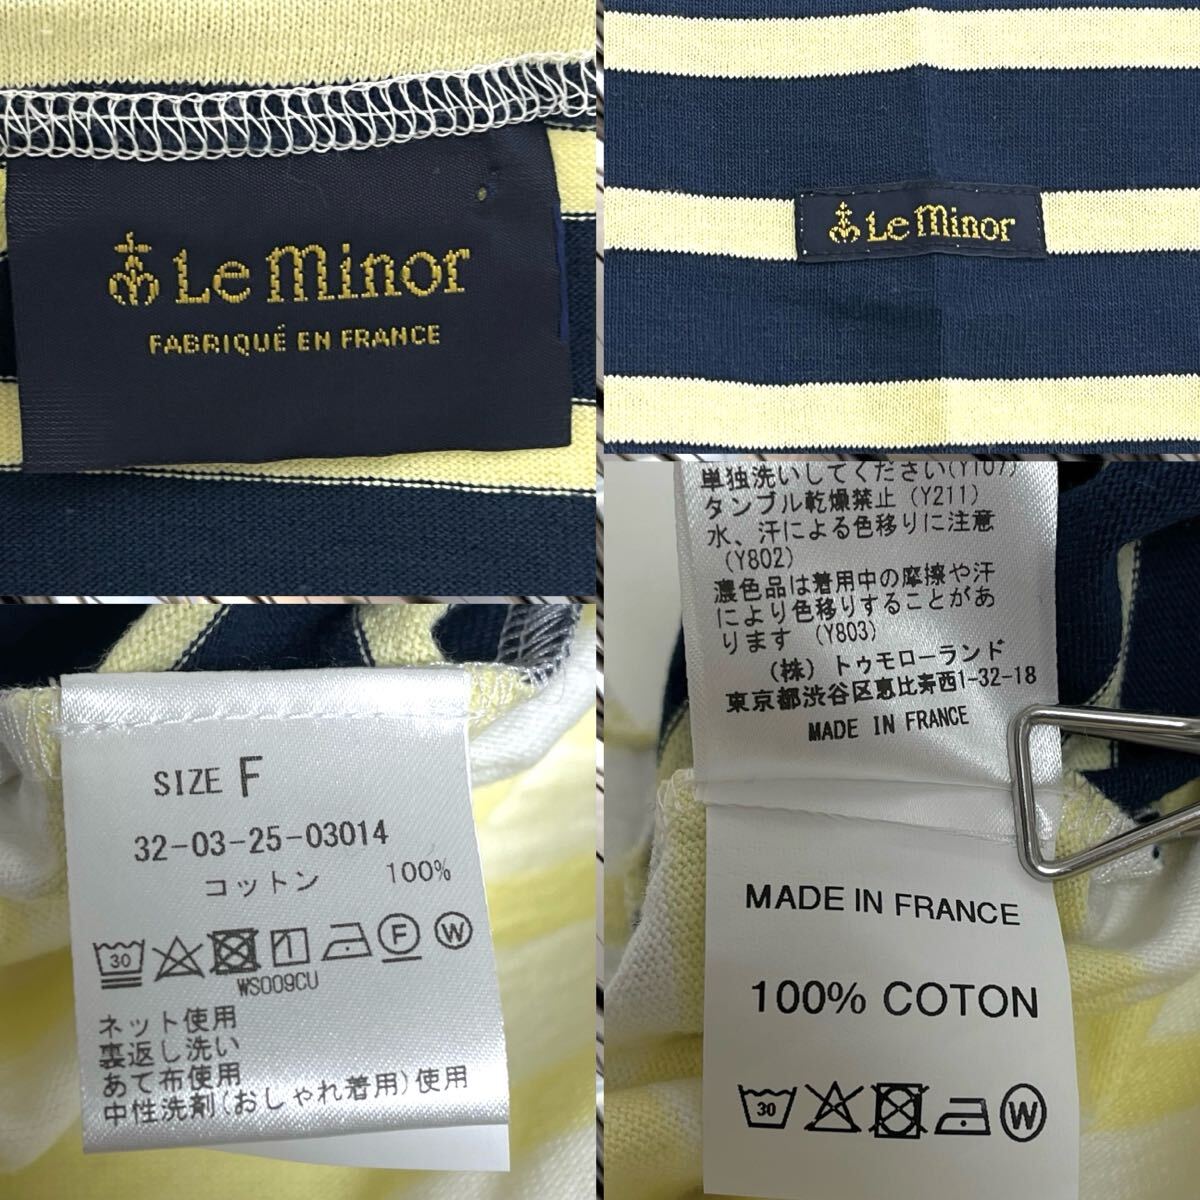 Le Minor
FABRIQUÉ EN FRANCE
Le Minor
SIZE F
32-03-25-03014
コットン 100%
30
F
W
WS009CU
ネット使用
裏返し洗い
あて布使用
中性洗剤(おしゃれ着用)使用
単独洗いしてください(Y107)
タンブル乾燥禁止(Y211)
水、汗による色移りに注意
(Y802)
濃色品は着用中の摩擦や汗
により色移りすることがあ
ります(Y803)
(株)トゥモローランド
東京都渋谷区恵比寿西1-32-18
MADE IN FRANCE
MADE IN FRANCE
100% COTON
30
W